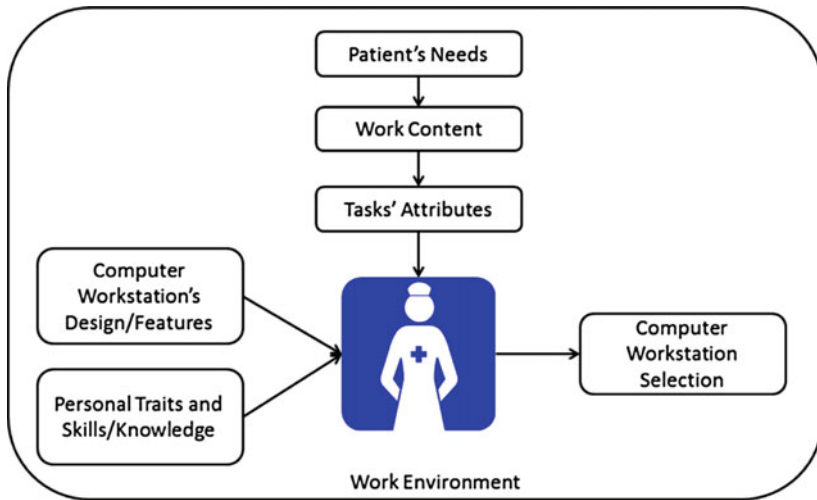 Patient's Needs
Work Content
Tasks' Attributes
Computer
Workstation's
Design/Features
Personal Traits and
Skills/Knowledge
Computer
Workstation
Selection
Work Environment